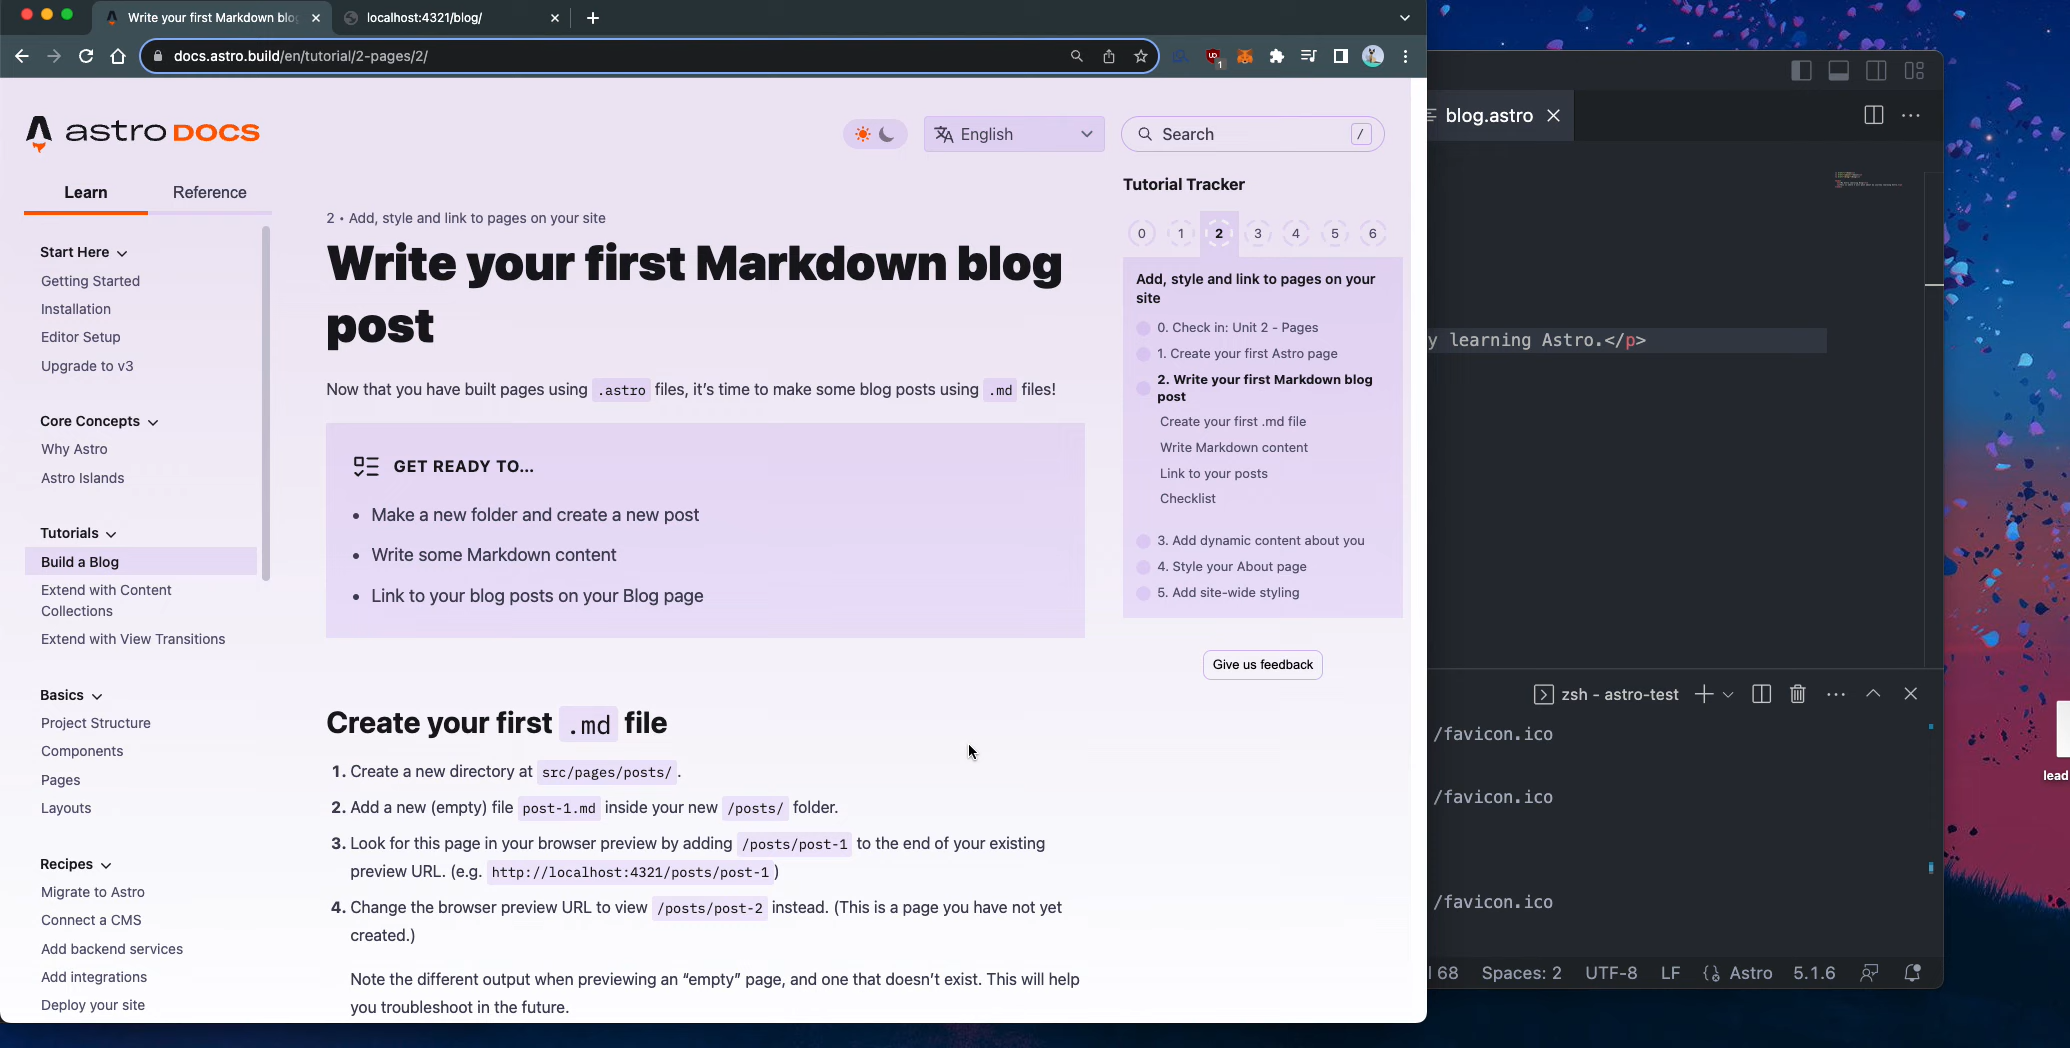 Write your first Markdown blog
localhost:4321/blog/
docs.astro.build/en/tutorial/2-pages/2/
1
astro DOCS
English
Search
/
Learn
Reference
Start Here
Getting Started
Installation
Editor Setup
Upgrade to v3
Core Concepts
Why Astro
Astro Islands
Tutorials
Build a Blog
Extend with Content
Collections
Extend with View Transitions
Basics
Project Structure
Components
Pages
Layouts
Recipes
Migrate to Astro
Connect a CMS
Add backend services
Add integrations
Deploy your site
2 • Add, style and link to pages on your site
Write your first Markdown blog
post
Now that you have built pages using .astro files, it’s time to make some blog posts using .md files!
GET READY TO...
• Make a new folder and create a new post
• Write some Markdown content
• Link to your blog posts on your Blog page
Create your first .md file
1. Create a new directory at src/pages/posts/ .
2. Add a new (empty) file post-1.md inside your new /posts/ folder.
3. Look for this page in your browser preview by adding /posts/post-1 to the end of your existing
preview URL. (e.g. http://localhost:4321/posts/post-1 )
4. Change the browser preview URL to view /posts/post-2 instead. (This is a page you have not yet
created.)
Note the different output when previewing an “empty” page, and one that doesn’t exist. This will help
you troubleshoot in the future.
Tutorial Tracker
0 1 2 3 4 5 6
Add, style and link to pages on your
site
0. Check in: Unit 2 - Pages
1. Create your first Astro page
2. Write your first Markdown blog
post
Create your first .md file
Write Markdown content
Link to your posts
Checklist
3. Add dynamic content about you
4. Style your About page
5. Add site-wide styling
Give us feedback
blog.astro
y learning Astro.</p>
zsh - astro-test
/favicon.ico
/favicon.ico
/favicon.ico
68 Spaces: 2 UTF-8 LF Astro 5.1.6
lead